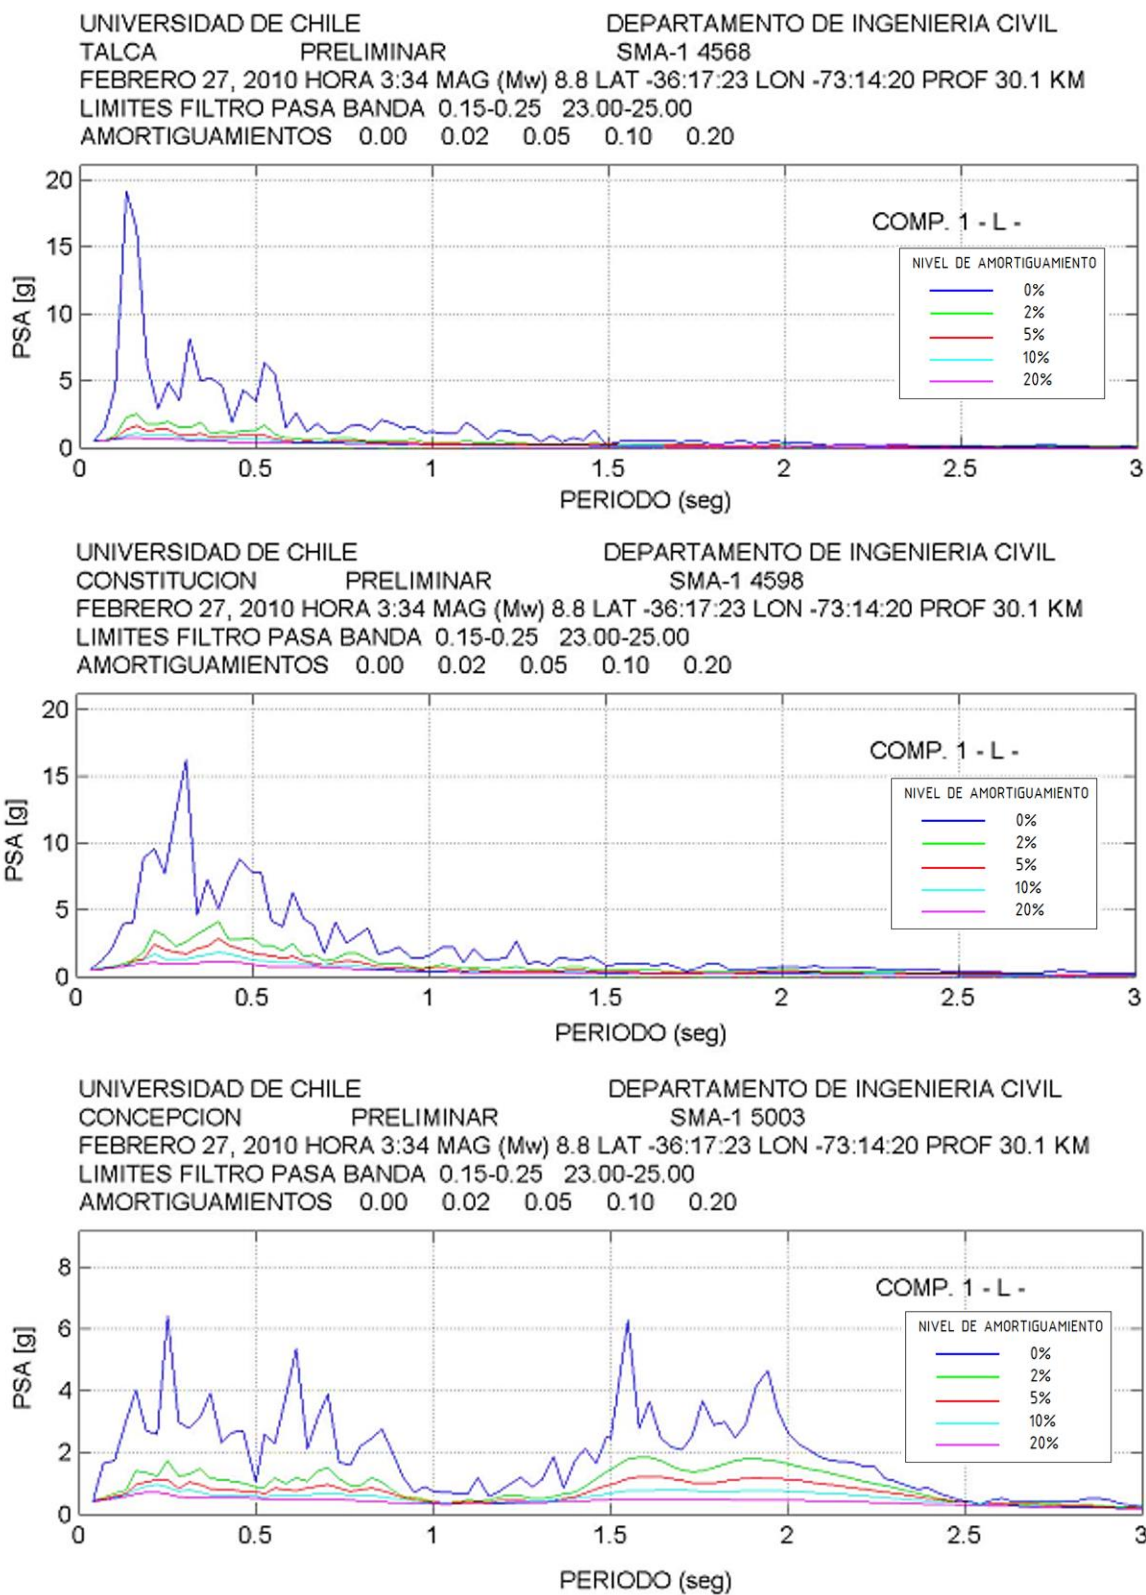 UNIVERSIDAD DE CHILE DEPARTAMENTO DE INGENIERIA CIVIL
TALCA PRELIMINAR SMA-1 4568
FEBRERO 27, 2010 HORA 3:34 MAG (Mw) 8.8 LAT -36:17:23 LON -73:14:20 PROF 30.1 KM
LIMITES FILTRO PASA BANDA 0.15-0.25 23.00-25.00
AMORTIGUAMIENTOS 0.00 0.02 0.05 0.10 0.20
20
15
10
5
0
PSA [g]
COMP. 1 - L -
NIVEL DE AMORTIGUAMIENTO
0%
2%
5%
10%
20%
0 0.5 1 1.5 2 2.5 3
PERIODO (seg)
UNIVERSIDAD DE CHILE DEPARTAMENTO DE INGENIERIA CIVIL
CONSTITUCION PRELIMINAR SMA-1 4598
FEBRERO 27, 2010 HORA 3:34 MAG (Mw) 8.8 LAT -36:17:23 LON -73:14:20 PROF 30.1 KM
LIMITES FILTRO PASA BANDA 0.15-0.25 23.00-25.00
AMORTIGUAMIENTOS 0.00 0.02 0.05 0.10 0.20
20
15
10
5
0
PSA [g]
COMP. 1 - L -
NIVEL DE AMORTIGUAMIENTO
0%
2%
5%
10%
20%
0 0.5 1 1.5 2 2.5 3
PERIODO (seg)
UNIVERSIDAD DE CHILE DEPARTAMENTO DE INGENIERIA CIVIL
CONCEPCION PRELIMINAR SMA-1 5003
FEBRERO 27, 2010 HORA 3:34 MAG (Mw) 8.8 LAT -36:17:23 LON -73:14:20 PROF 30.1 KM
LIMITES FILTRO PASA BANDA 0.15-0.25 23.00-25.00
AMORTIGUAMIENTOS 0.00 0.02 0.05 0.10 0.20
8
6
4
2
0
PSA [g]
COMP. 1 - L -
NIVEL DE AMORTIGUAMIENTO
0%
2%
5%
10%
20%
0 0.5 1 1.5 2 2.5 3
PERIODO (seg)